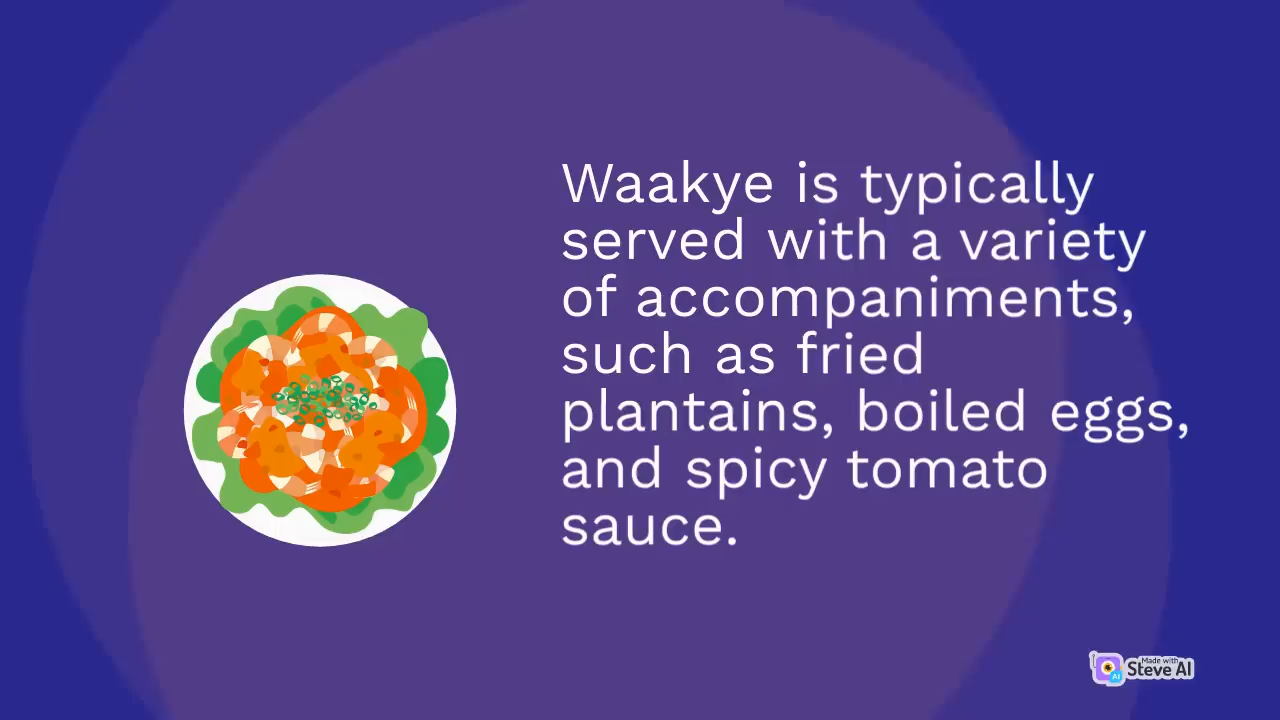 Waakye is typically
served with a variety
of accompaniments,
such as fried
plantains, boiled eggs,
and spicy tomato
sauce.
Made with
Steve AI
AI